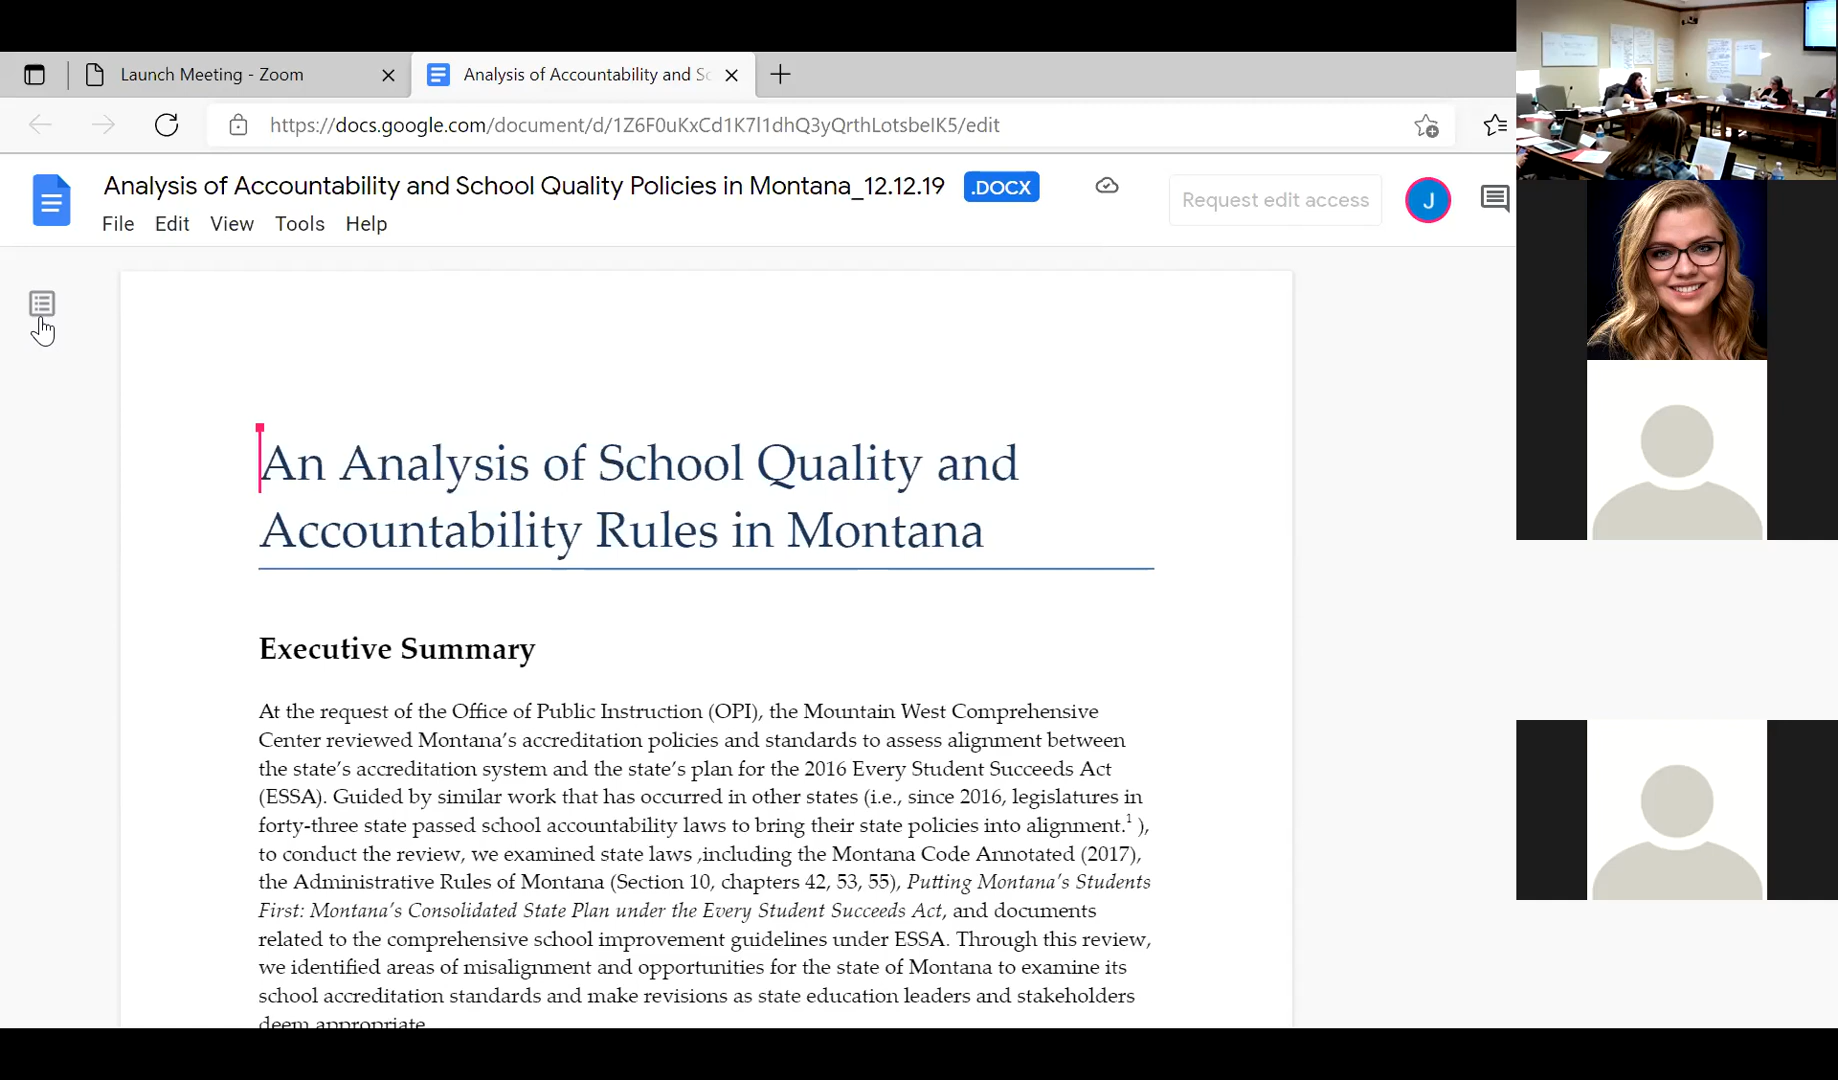 Launch Meeting - Zoom
Analysis of Accountability and Sc
https://docs.google.com/document/d/1Z6F0uKxCd1K7l1dhQ3yQrthLotsbeIK5/edit
Analysis of Accountability and School Quality Policies in Montana_12.12.19
.DOCX
Request edit access
J
File Edit View Tools Help
An Analysis of School Quality and
Accountability Rules in Montana
Executive Summary
At the request of the Office of Public Instruction (OPI), the Mountain West Comprehensive
Center reviewed Montana's accreditation policies and standards to assess alignment between
the state's accreditation system and the state's plan for the 2016 Every Student Succeeds Act
(ESSA). Guided by similar work that has occurred in other states (i.e., since 2016, legislatures in
forty-three state passed school accountability laws to bring their state policies into alignment.1 ),
to conduct the review, we examined state laws ,including the Montana Code Annotated (2017),
the Administrative Rules of Montana (Section 10, chapters 42, 53, 55), Putting Montana's Students
First: Montana's Consolidated State Plan under the Every Student Succeeds Act, and documents
related to the comprehensive school improvement guidelines under ESSA. Through this review,
we identified areas of misalignment and opportunities for the state of Montana to examine its
school accreditation standards and make revisions as state education leaders and stakeholders
deem appropriate.